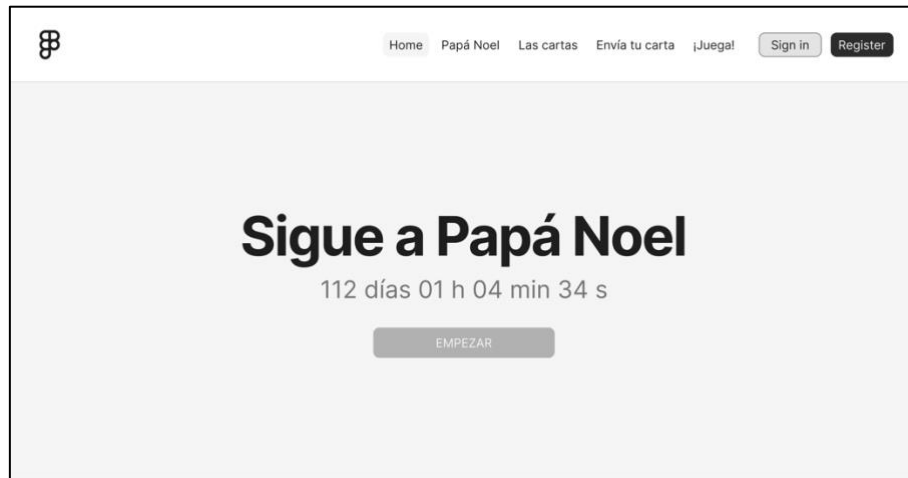 Home Papá Noel Las cartas Envía tu carta ¡Juega! Sign in Register
Sigue a Papá Noel
112 días 01 h 04 min 34 s
EMPEZAR